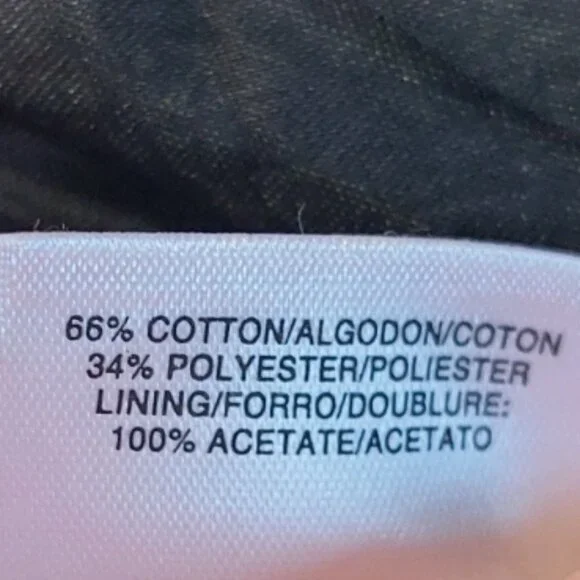 66% COTTON/ALGODON/COTON
34% POLYESTER/POLIESTER
LINING/FORRO/DOUBLURE:
100% ACETATE/ACETATO